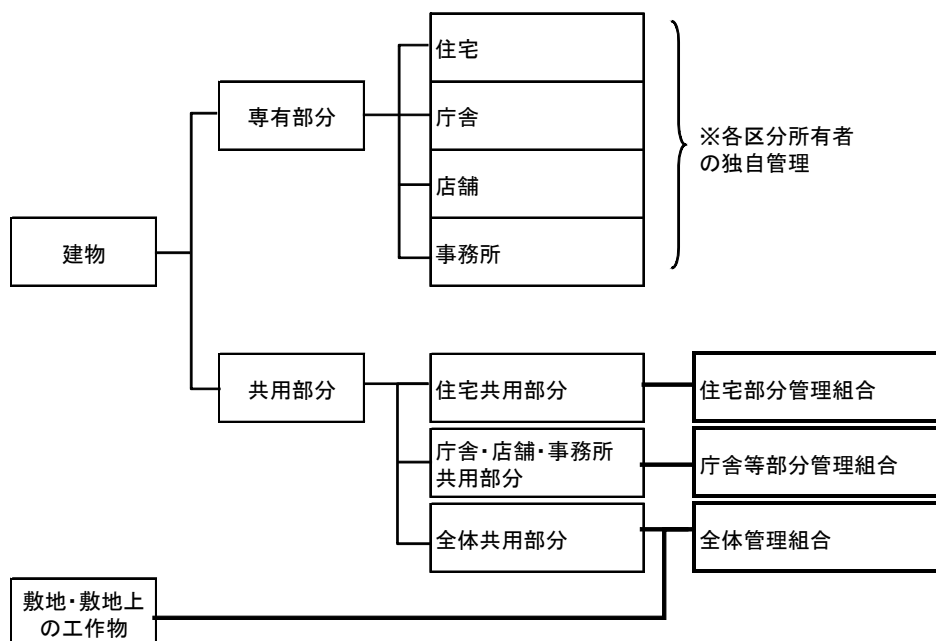 住宅
専有部分
庁舎
※各区分所有者
の独自管理
店舗
建物
事務所
共用部分
住宅共用部分
住宅部分管理組合
庁舎・店舗・事務所
共用部分
庁舎等部分管理組合
全体共用部分
全体管理組合
敷地・敷地上
の工作物